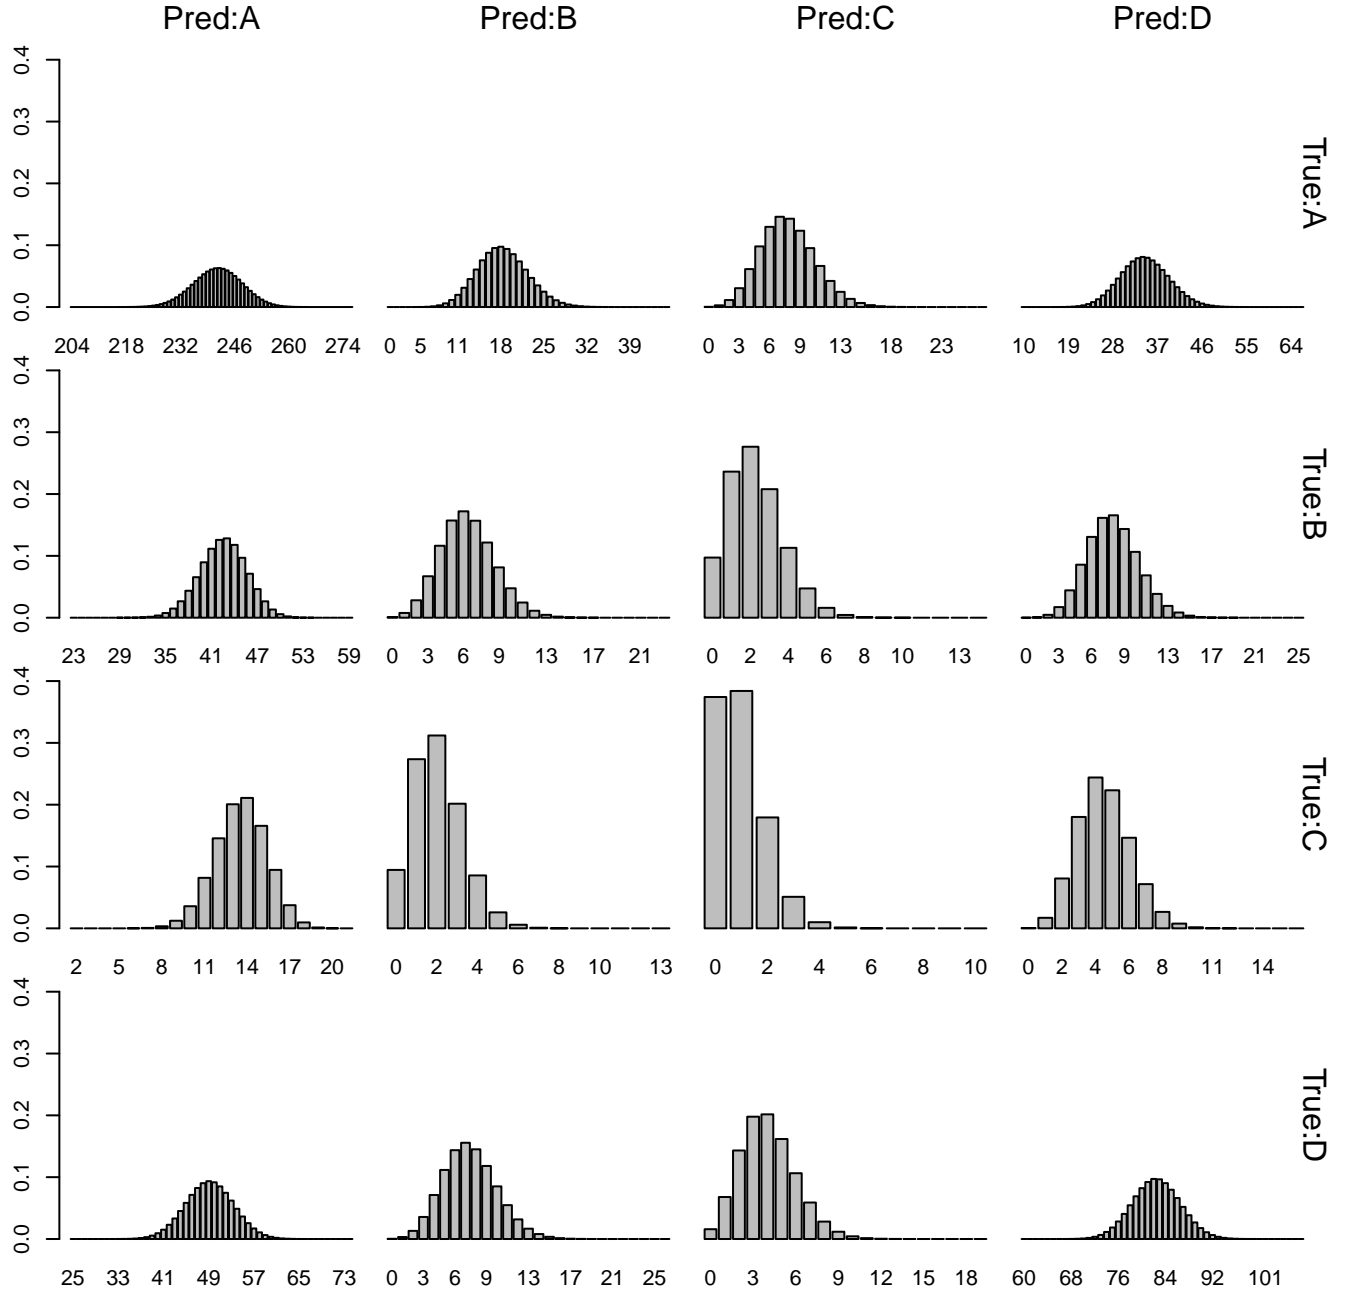 Pred:A Pred:B Pred:C Pred:D
0.0 0.1 0.2 0.3 0.4
True:A
204 218 232 246 260 274
0 5 11 18 25 32 39
0 3 6 9 13 18 23
10 19 28 37 46 55 64
0.0 0.1 0.2 0.3 0.4
True:B
23 29 35 41 47 53 59
0 3 6 9 13 17 21
0 2 4 6 8 10 13
0 3 6 9 13 17 21 25
0.0 0.1 0.2 0.3 0.4
True:C
2 5 8 11 14 17 20
0 2 4 6 8 10 13
0 2 4 6 8 10
0 2 4 6 8 11 14
0.0 0.1 0.2 0.3 0.4
True:D
25 33 41 49 57 65 73
0 3 6 9 13 17 21 25
0 3 6 9 12 15 18
60 68 76 84 92 101